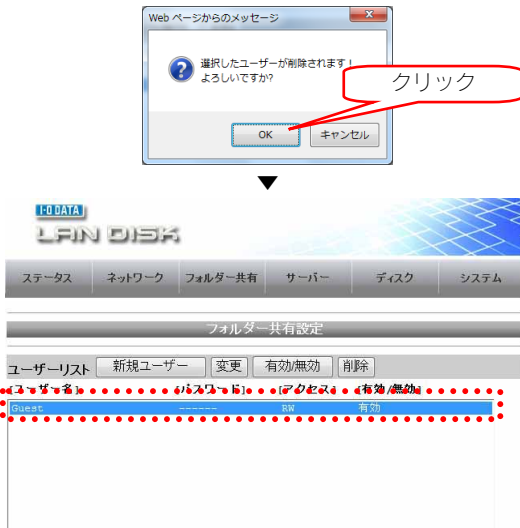 Web ページからのメッセージ
選択したユーザーが削除されます！
よろしいですか?
クリック
OK キャンセル
I-O DATA
LAN DISK
ステータス ネットワーク フォルダー共有 サーバー ディスク システム
フォルダー共有設定
ユーザーリスト 新規ユーザー 変更 有効/無効 削除
[ユーザー名] [パスワード] [アクセス] [有効/無効]
Guest ------ RW 有効